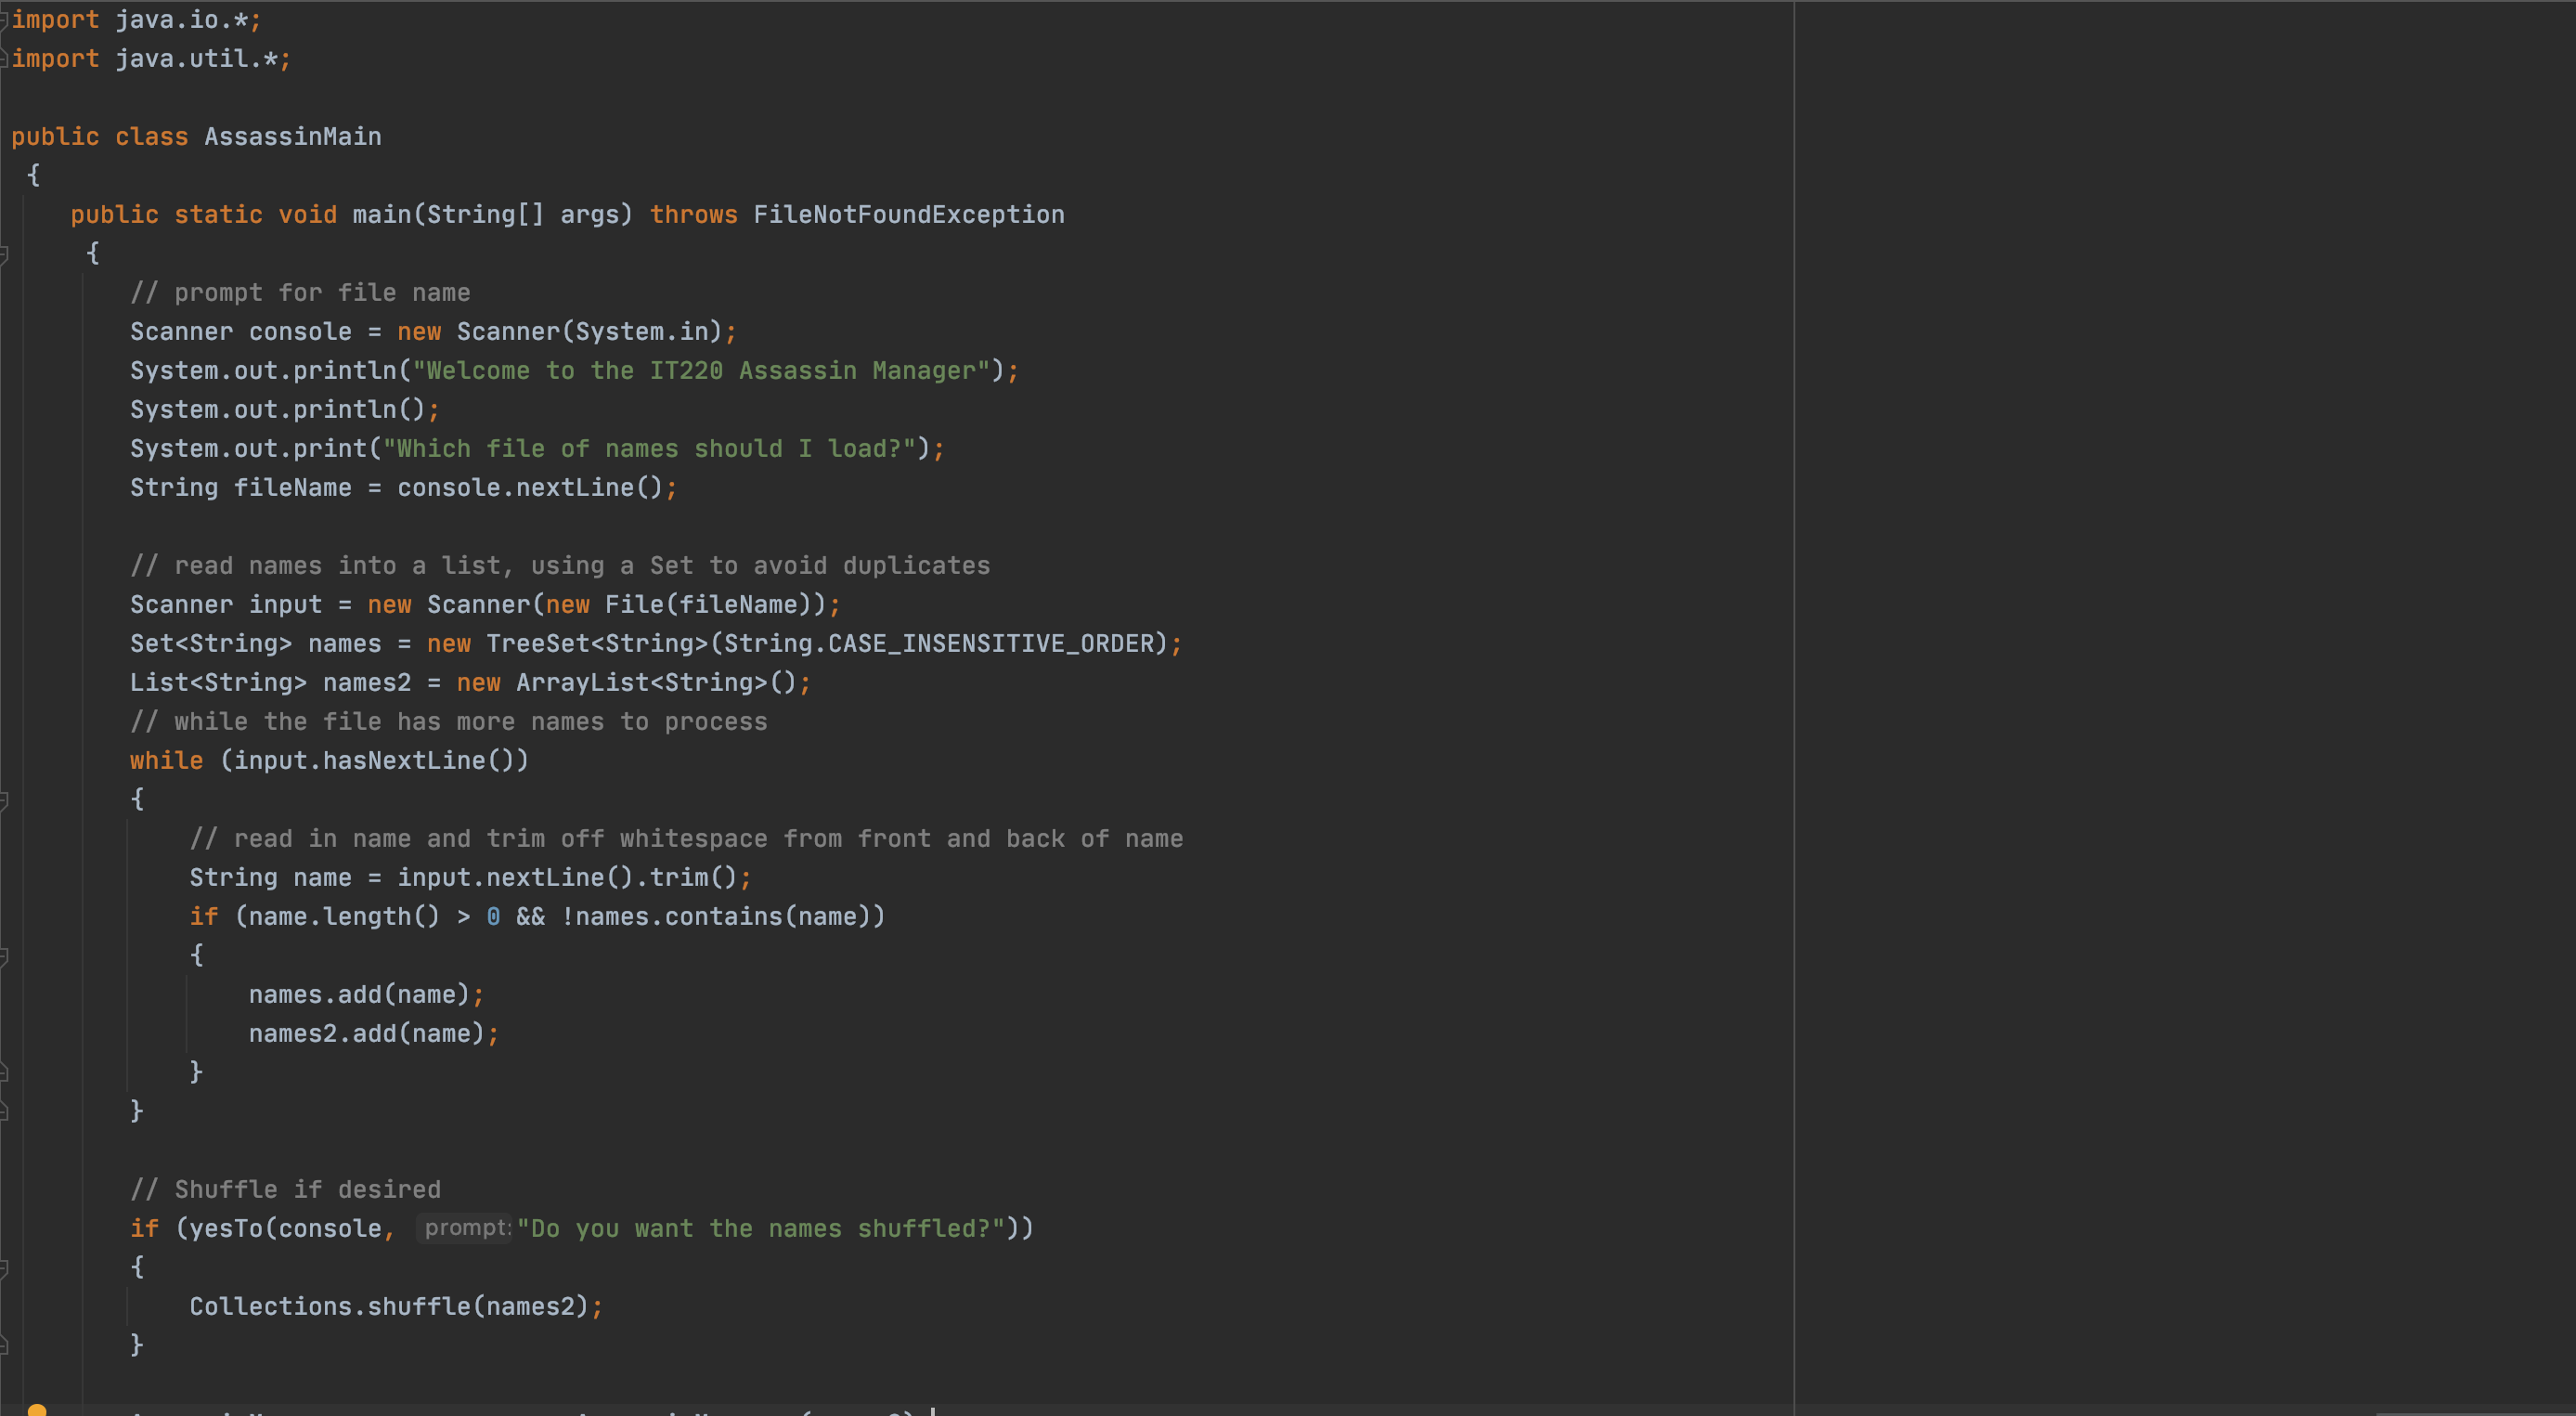 import java.io.*;
import java.util.*;
public class AssassinMain
{
public static void main(String[] args) throws FileNotFoundException
{
// prompt for file name
Scanner console = new Scanner(System.in);
System.out.println("Welcome to the IT220 Assassin Manager");
System.out.println();
System.out.print("Which file of names should I load?");
String fileName = console.nextLine();
// read names into a list, using a Set to avoid duplicates
Scanner input = new Scanner(new File(fileName));
Set<String> names = new TreeSet<String>(String.CASE_INSENSITIVE_ORDER);
List<String> names2 = new ArrayList<String>();
// while the file has more names to process
while (input.hasNextLine())
{
// read in name and trim off whitespace from front and back of name
String name = input.nextLine().trim();
if (name.length() > 0 && !names.contains(name))
{
names.add(name);
names2.add(name);
}
}
// Shuffle if desired
if (yesTo(console, prompt: "Do you want the names shuffled?"))
{
Collections.shuffle(names2);
}